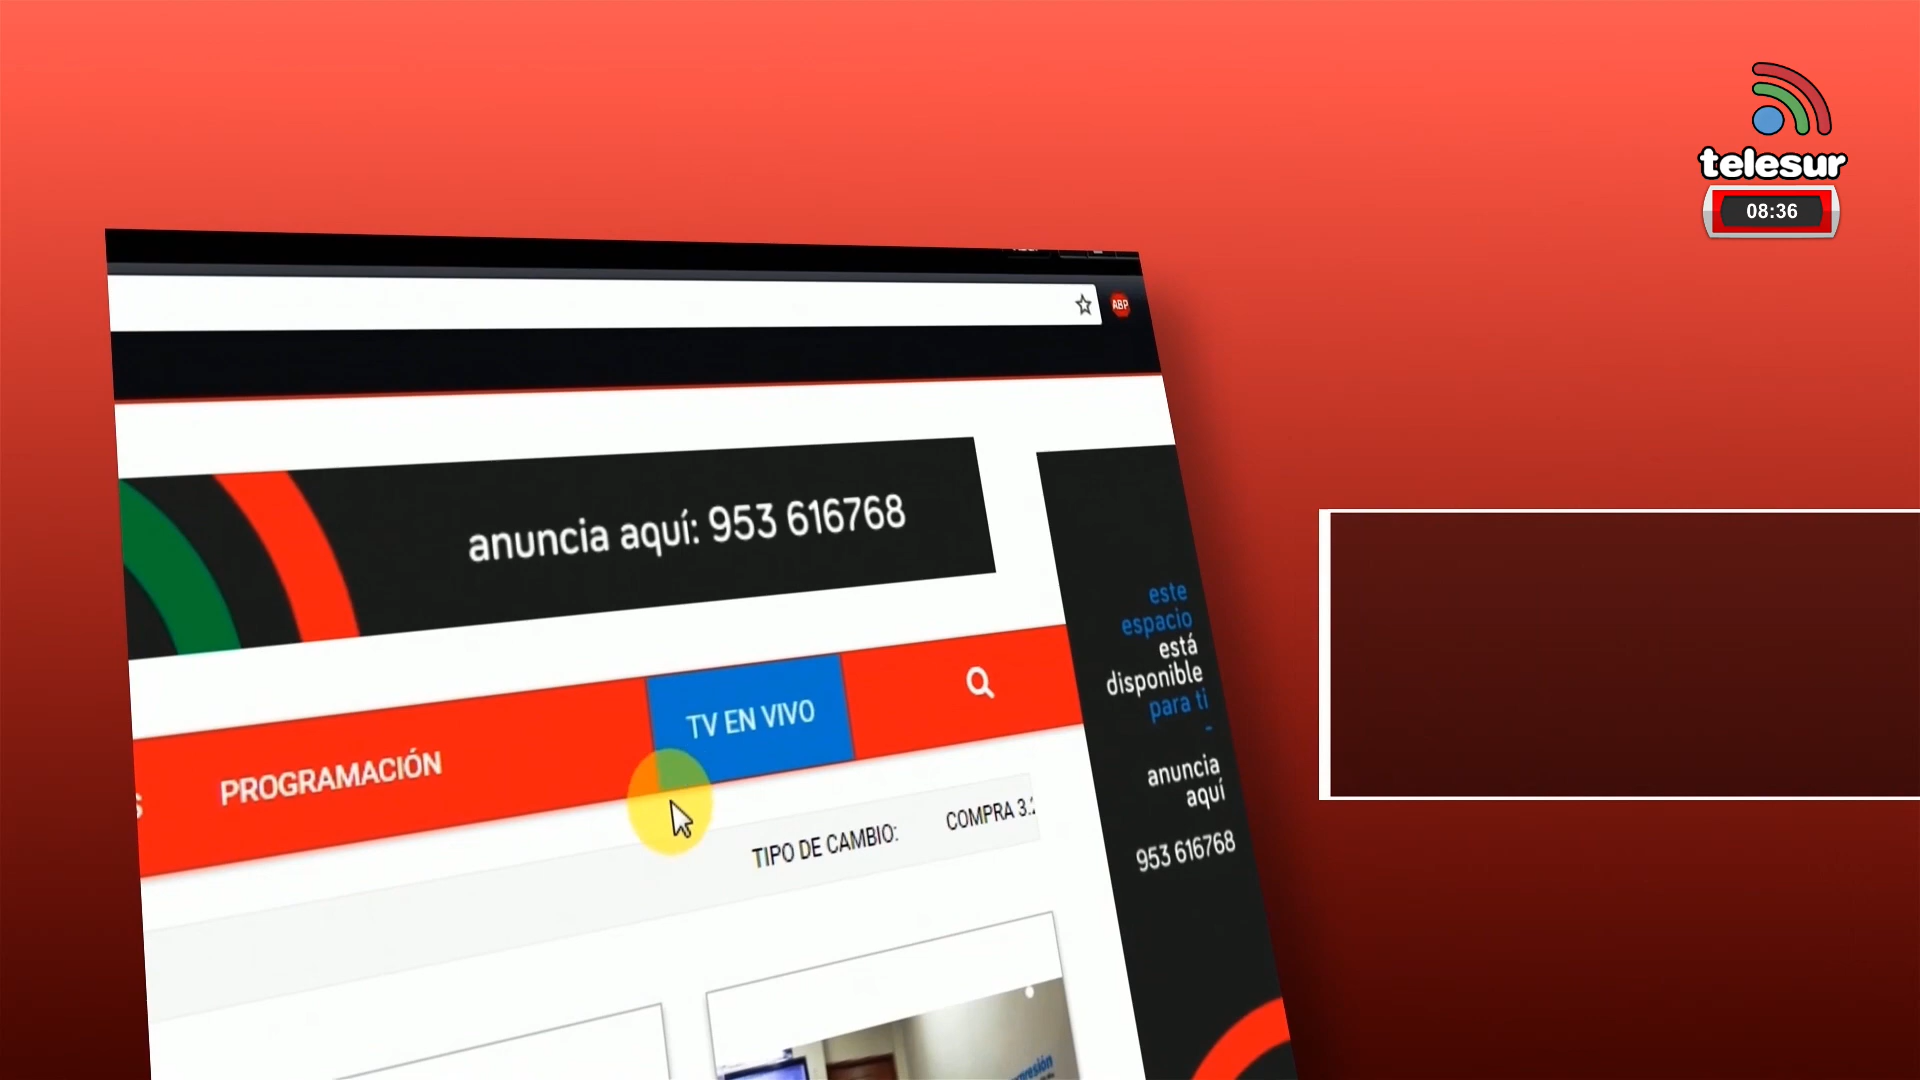 telesur
08:36
ABP
anuncia aquí: 953 616768
este
espacio
está
disponible
para ti
-
anuncia
aquí
953 616768
PROGRAMACIÓN
TV EN VIVO
TIPO DE CAMBIO:
COMPRA 3.